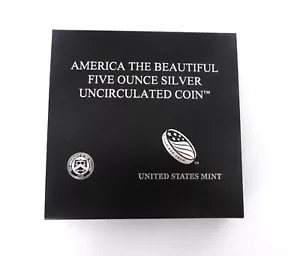 AMERICA THE BEAUTIFUL
FIVE OUNCE SILVER
UNCIRCULATED COIN™
UNITED STATES MINT